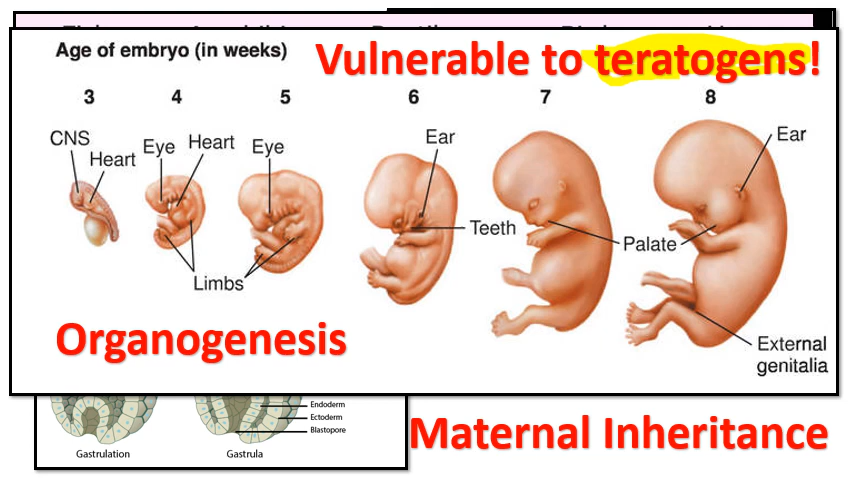 Age of embryo (in weeks)
Vulnerable to teratogens!
3 4 5 6 7 8
CNS
Heart
Eye
Heart
Eye
Ear
Ear
Teeth
Palate
Limbs
Organogenesis
External
genitalia
Endoderm
Ectoderm
Blastopore
Gastrulation
Gastrula
Maternal Inheritance